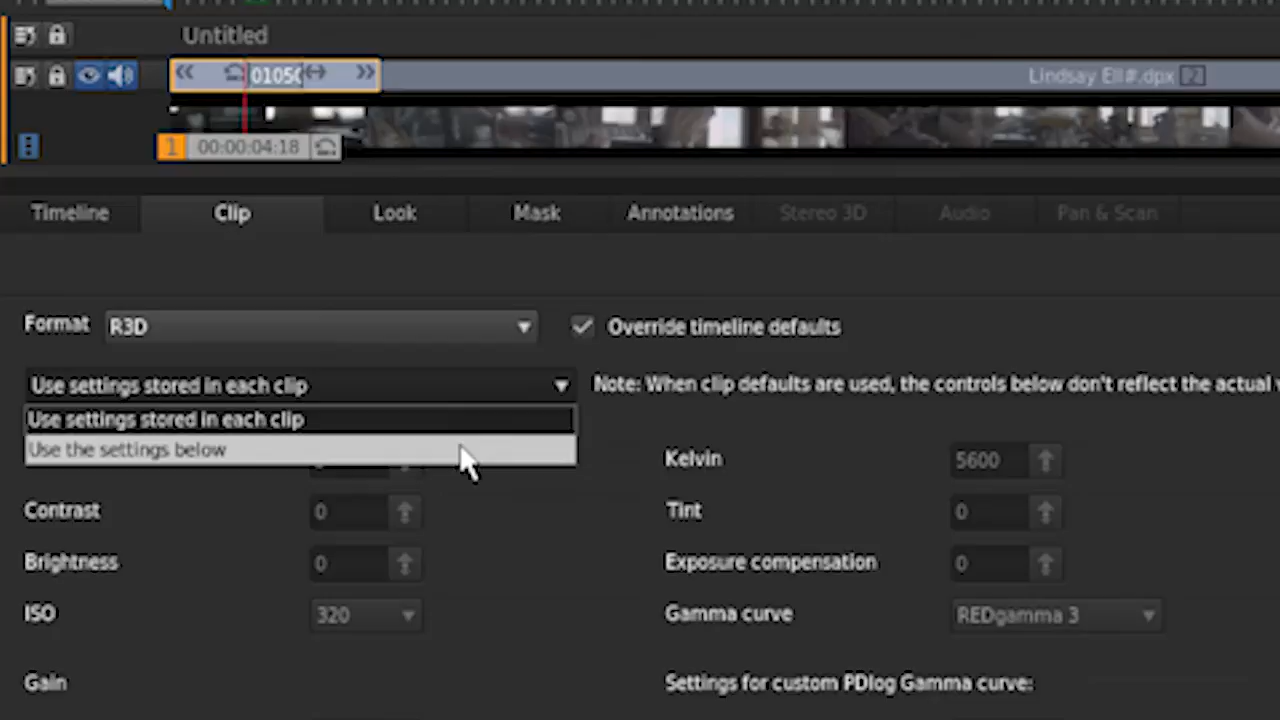 Untitled
01050
Lindsay Ell#.dpx
1 00:00:04:18
Timeline Clip Look Mask Annotations Stereo 3D Audio Pan & Scan
Format R3D Override timeline defaults
Use settings stored in each clip Note: When clip defaults are used, the controls below don't reflect the actual
Use settings stored in each clip
Use the settings below
Kelvin 5600
Contrast 0 Tint 0
Brightness 0 Exposure compensation 0
ISO 320 Gamma curve REDgamma 3
Gain Settings for custom PDlog Gamma curve: